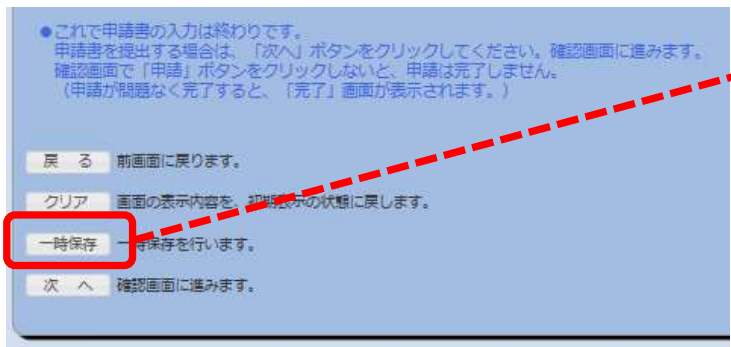 ●これで申請書の入力は終わりです。
申請書を提出する場合は、「次へ」ボタンをクリックしてください。確認画面に進みます。
確認画面で「申請」ボタンをクリックしないと、申請は完了しません。
（申請が問題なく完了すると、「完了」画面が表示されます。）
戻　る 前画面に戻ります。
クリア 画面の表示内容を、初期表示の状態に戻します。
一時保存 一時保存を行います。
次　へ 確認画面に進みます。